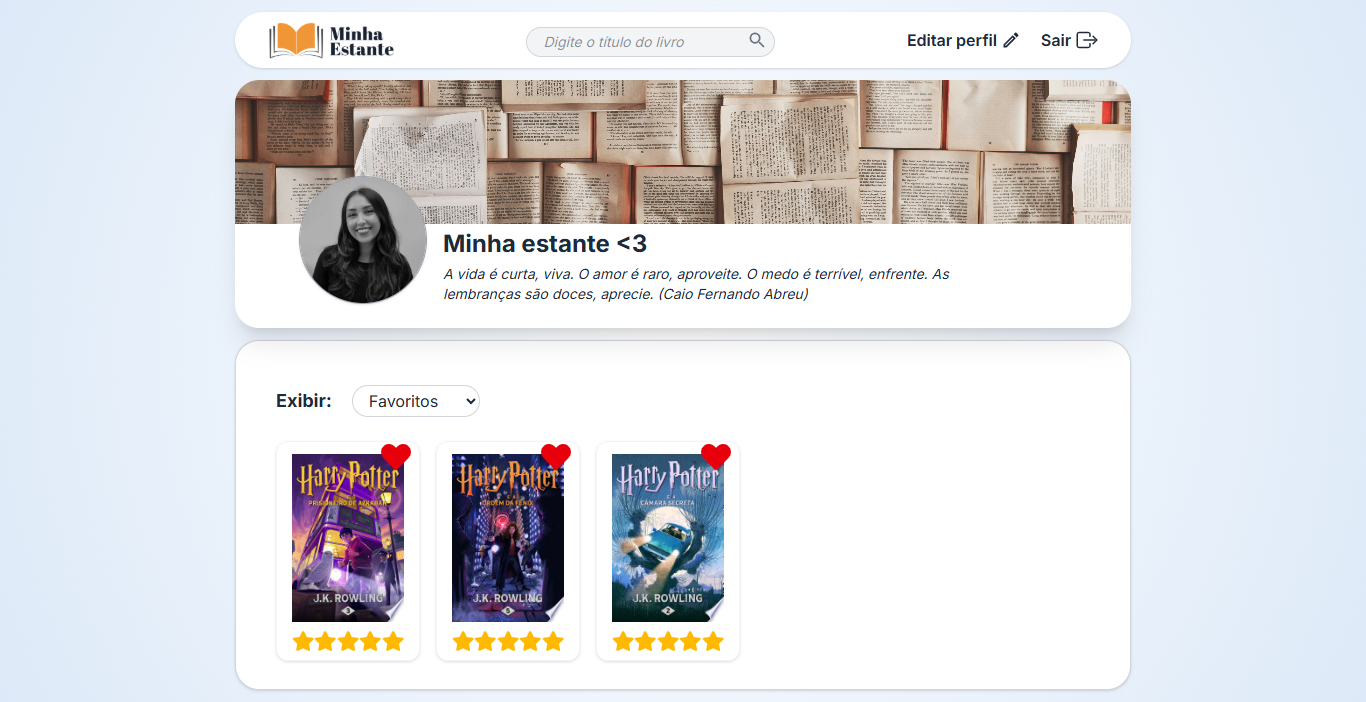 Minha
Estante
Digite o título do livro
Editar perfil
Sair
Minha estante <3
A vida é curta, viva. O amor é raro, aproveite. O medo é terrível, enfrente. As
lembranças são doces, aprecie. (Caio Fernando Abreu)
Exibir:
Favoritos
Harry Potter
E O
PRISIONEIRO DE AZKABAN
J.K. ROWLING
3
Harry Potter
E A
ORDEM DA FÊNIX
J.K. ROWLING
5
Harry Potter
E A
CÂMARA SECRETA
J.K. ROWLING
2